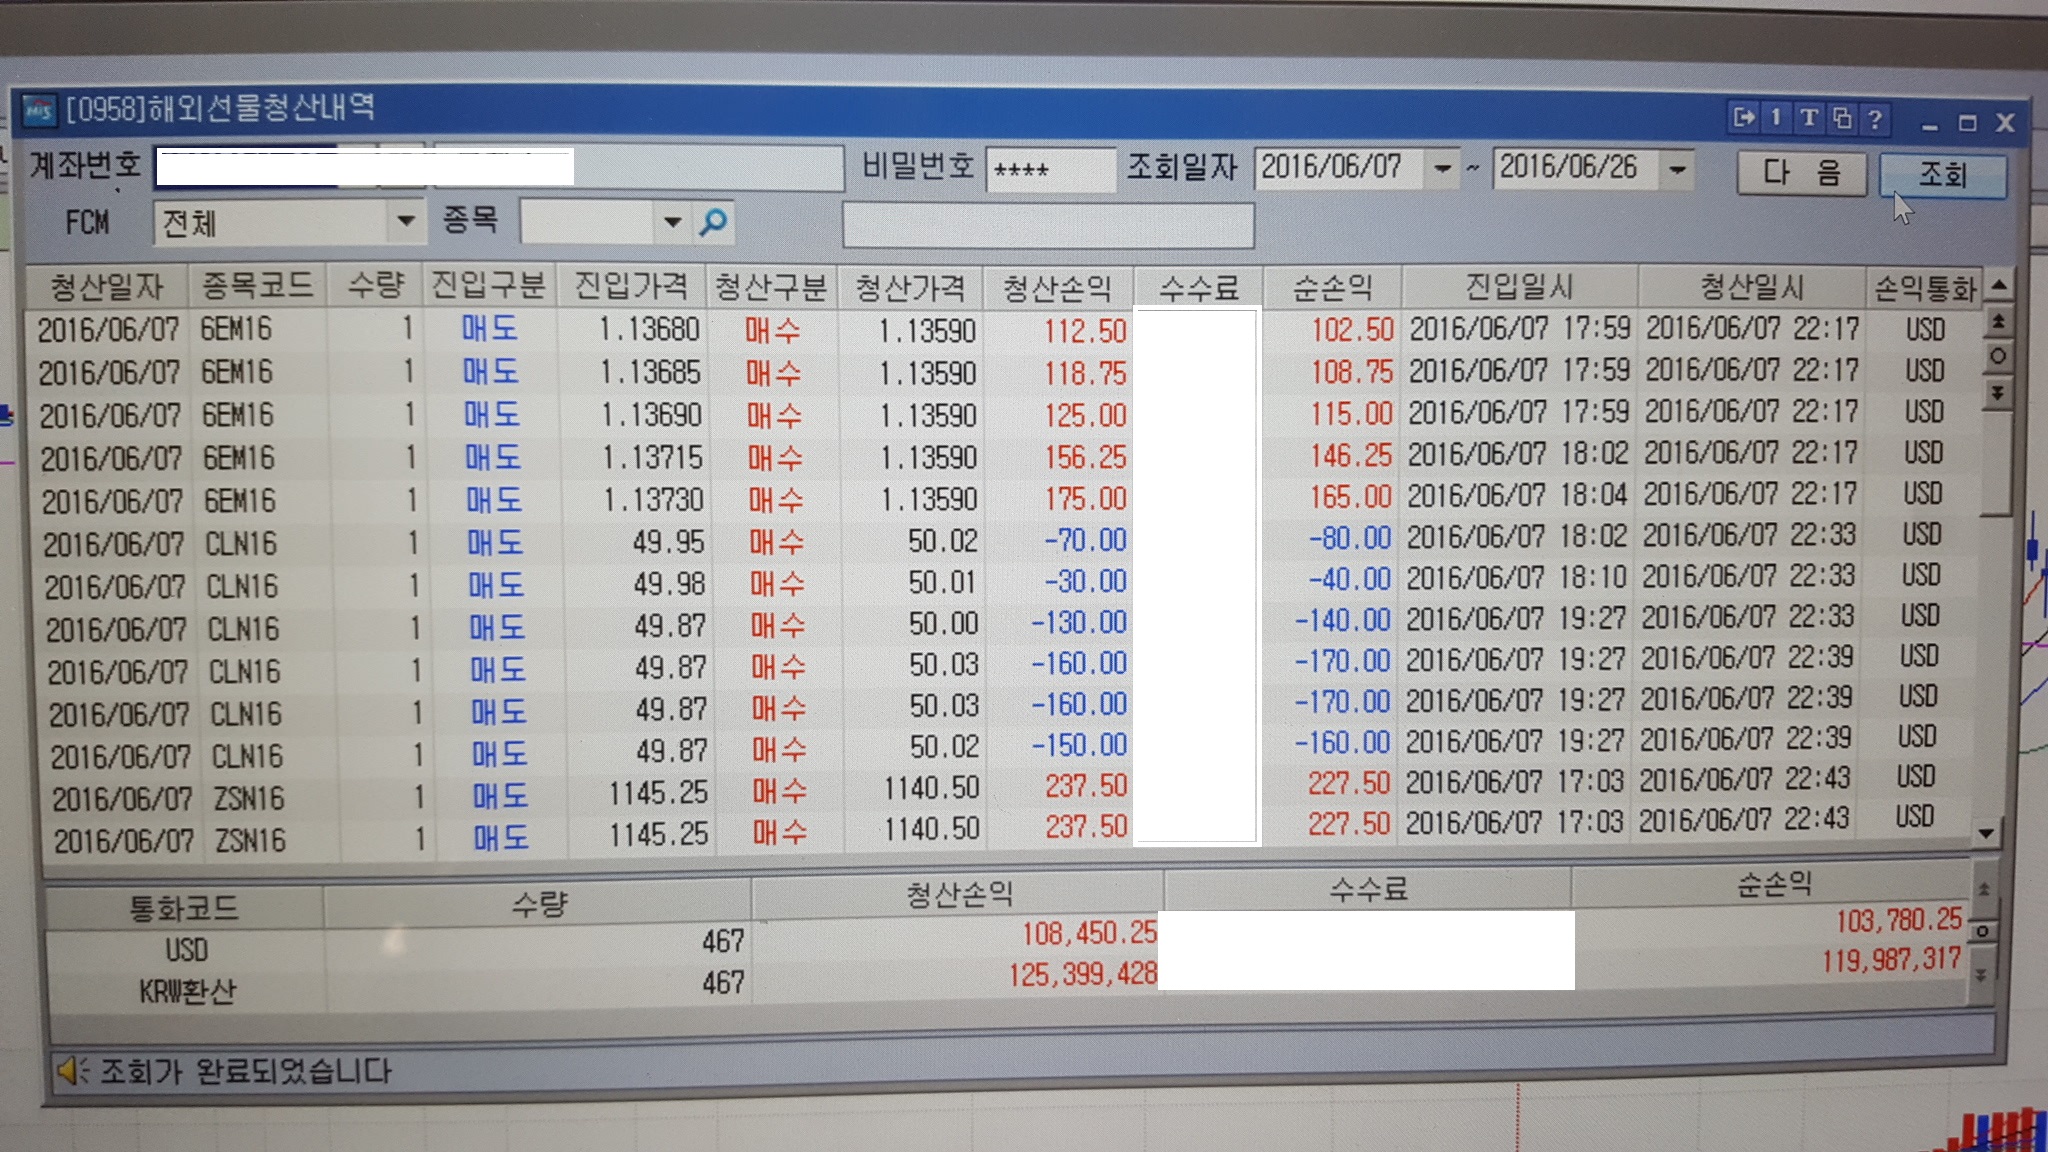 [0958]해외선물청산내역 1 T ?
계좌번호 비밀번호 **** 조회일자 2016/06/07 ~ 2016/06/26 다 음 조회
FCM 전체 종목
청산일자 종목코드 수량 진입구분 진입가격 청산구분 청산가격 청산손익 수수료 순손익 진입일시 청산일시 손익통화
2016/06/07 6EM16 1 매도 1.13680 매수 1.13590 112.50 102.50 2016/06/07 17:59 2016/06/07 22:17 USD
2016/06/07 6EM16 1 매도 1.13685 매수 1.13590 118.75 108.75 2016/06/07 17:59 2016/06/07 22:17 USD
2016/06/07 6EM16 1 매도 1.13690 매수 1.13590 125.00 115.00 2016/06/07 17:59 2016/06/07 22:17 USD
2016/06/07 6EM16 1 매도 1.13715 매수 1.13590 156.25 146.25 2016/06/07 18:02 2016/06/07 22:17 USD
2016/06/07 6EM16 1 매도 1.13730 매수 1.13590 175.00 165.00 2016/06/07 18:04 2016/06/07 22:17 USD
2016/06/07 CLN16 1 매도 49.95 매수 50.02 -70.00 -80.00 2016/06/07 18:02 2016/06/07 22:33 USD
2016/06/07 CLN16 1 매도 49.98 매수 50.01 -30.00 -40.00 2016/06/07 18:10 2016/06/07 22:33 USD
2016/06/07 CLN16 1 매도 49.87 매수 50.00 -130.00 -140.00 2016/06/07 19:27 2016/06/07 22:33 USD
2016/06/07 CLN16 1 매도 49.87 매수 50.03 -160.00 -170.00 2016/06/07 19:27 2016/06/07 22:39 USD
2016/06/07 CLN16 1 매도 49.87 매수 50.03 -160.00 -170.00 2016/06/07 19:27 2016/06/07 22:39 USD
2016/06/07 CLN16 1 매도 49.87 매수 50.02 -150.00 -160.00 2016/06/07 19:27 2016/06/07 22:39 USD
2016/06/07 ZSN16 1 매도 1145.25 매수 1140.50 237.50 227.50 2016/06/07 17:03 2016/06/07 22:43 USD
2016/06/07 ZSN16 1 매도 1145.25 매수 1140.50 237.50 227.50 2016/06/07 17:03 2016/06/07 22:43 USD
통화코드 수량 청산손익 수수료 순손익
USD 467 108,450.25 103,780.25
KRW환산 467 125,399,428 119,987,317
조회가 완료되었습니다